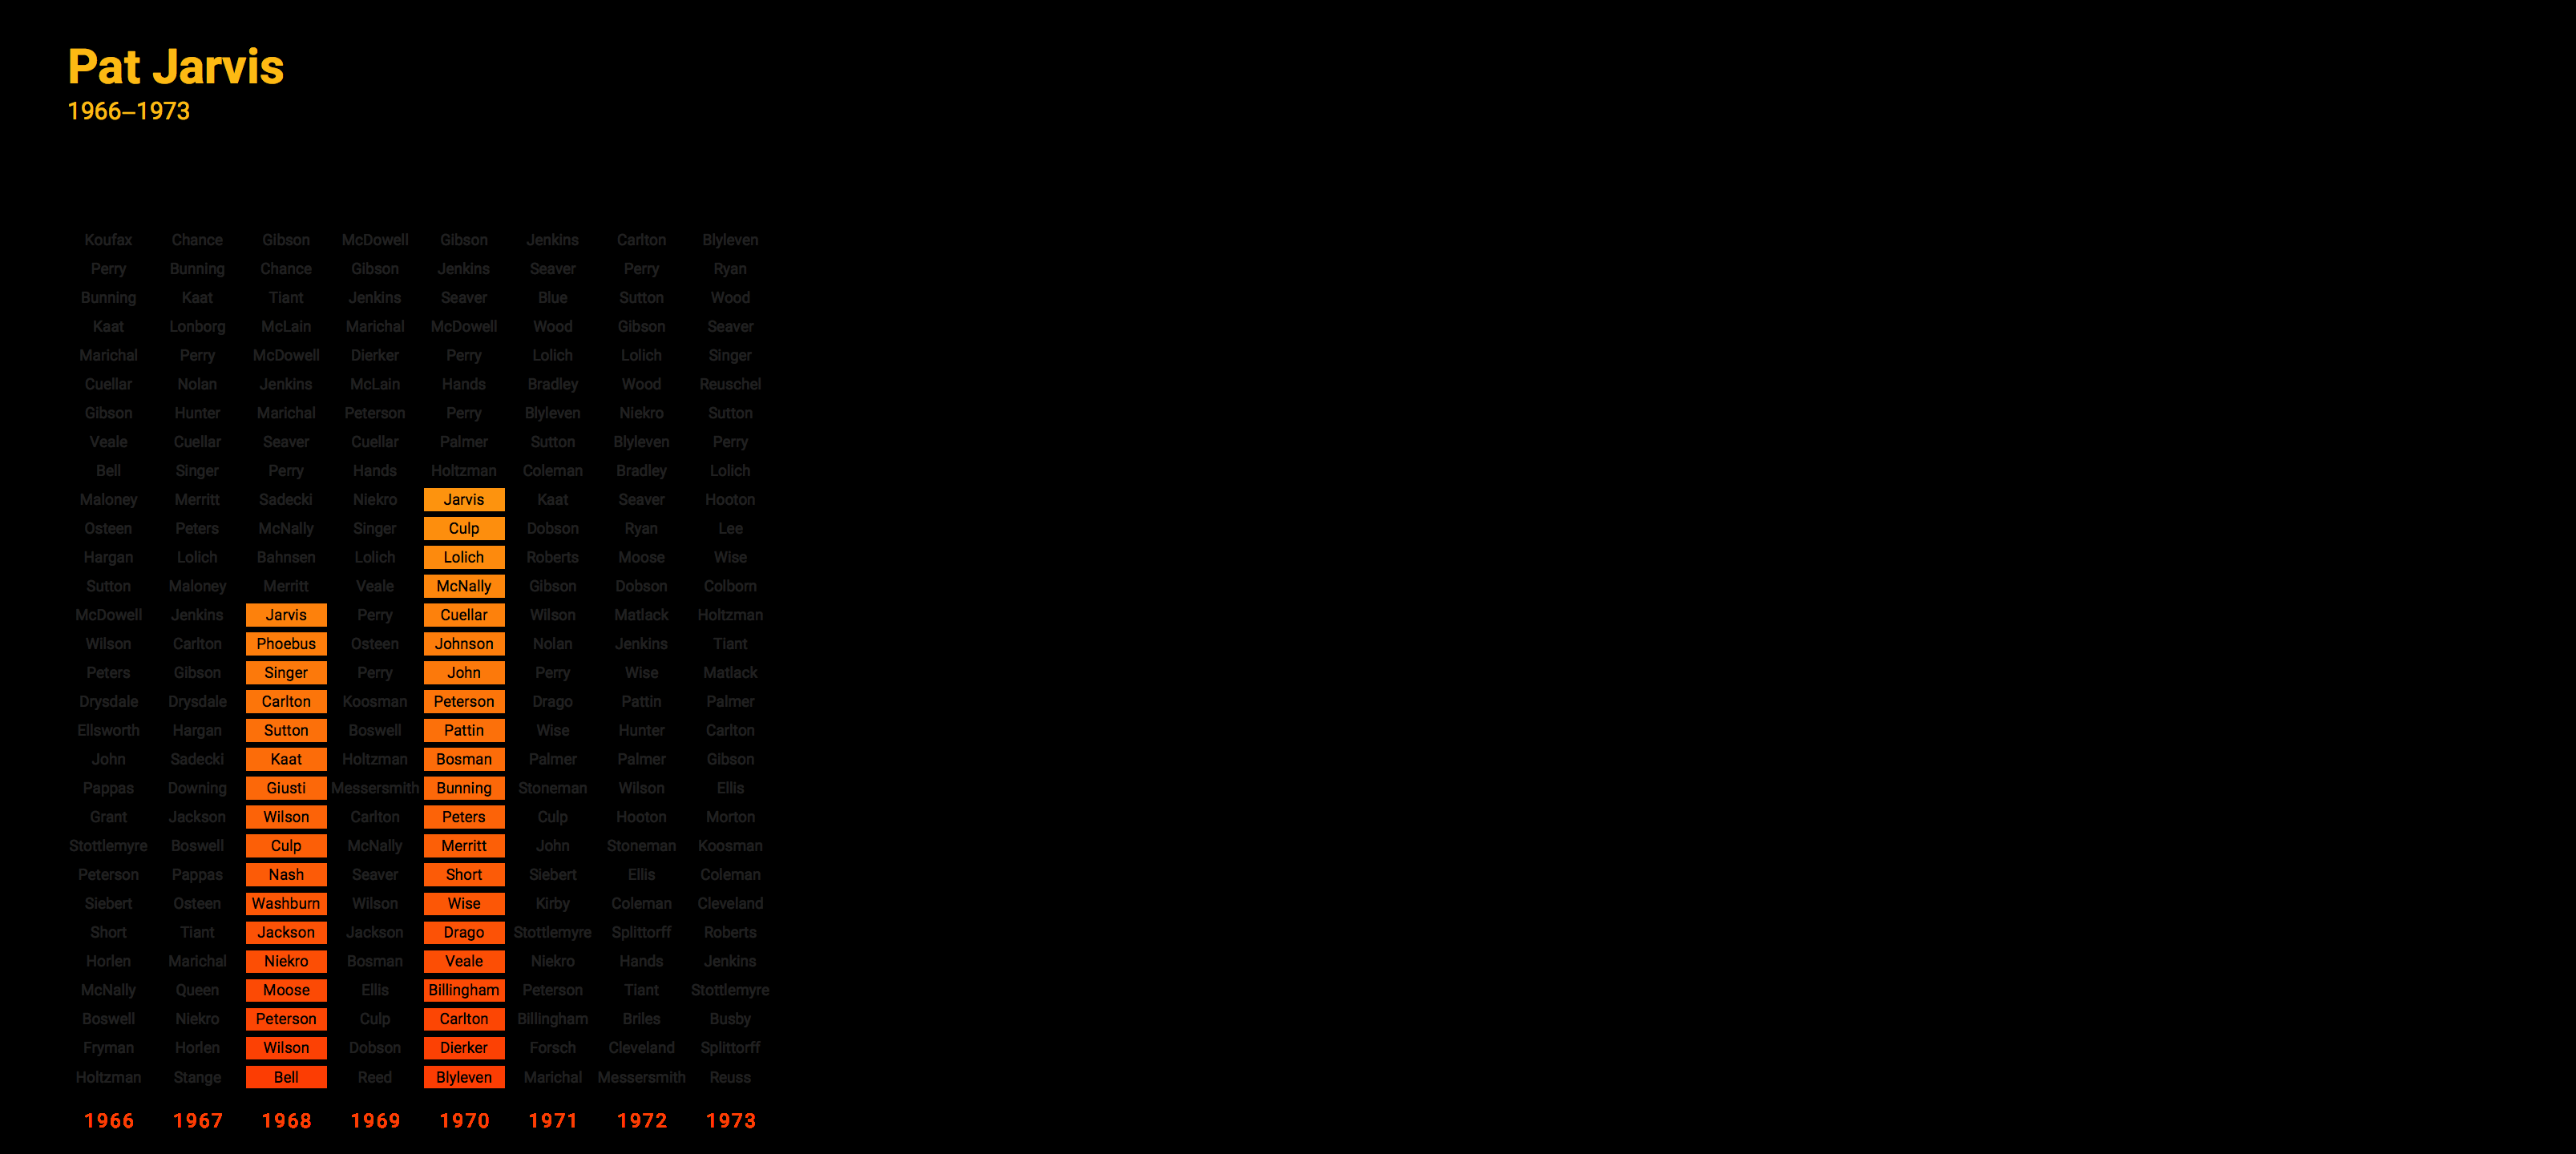 Pat Jarvis
1966–1973
Koufax Chance Gibson McDowell Gibson Jenkins Carlton Blyleven
Perry Bunning Chance Gibson Jenkins Seaver Perry Ryan
Bunning Kaat Tiant Jenkins Seaver Blue Sutton Wood
Kaat Lonborg McLain Marichal McDowell Wood Gibson Seaver
Marichal Perry McDowell Dierker Perry Lolich Lolich Singer
Cuellar Nolan Jenkins McLain Hands Bradley Wood Reuschel
Gibson Hunter Marichal Peterson Perry Blyleven Niekro Sutton
Veale Cuellar Seaver Cuellar Palmer Sutton Blyleven Perry
Bell Singer Perry Hands Holtzman Coleman Bradley Lolich
Maloney Merritt Sadecki Niekro Jarvis Kaat Seaver Hooton
Osteen Peters McNally Singer Culp Dobson Ryan Lee
Hargan Lolich Bahnsen Lolich Lolich Roberts Moose Wise
Sutton Maloney Merritt Veale McNally Gibson Dobson Colborn
McDowell Jenkins Jarvis Perry Cuellar Wilson Matlack Holtzman
Wilson Carlton Phoebus Osteen Johnson Nolan Jenkins Tiant
Peters Gibson Singer Perry John Perry Wise Matlack
Drysdale Drysdale Carlton Koosman Peterson Drago Pattin Palmer
Ellsworth Hargan Sutton Boswell Pattin Wise Hunter Carlton
John Sadecki Kaat Holtzman Bosman Palmer Palmer Gibson
Pappas Downing Giusti Messersmith Bunning Stoneman Wilson Ellis
Grant Jackson Wilson Carlton Peters Culp Hooton Morton
Stottlemyre Boswell Culp McNally Merritt John Stoneman Koosman
Peterson Pappas Nash Seaver Short Siebert Ellis Coleman
Siebert Osteen Washburn Wilson Wise Kirby Coleman Cleveland
Short Tiant Jackson Jackson Drago Stottlemyre Splittorff Roberts
Horlen Marichal Niekro Bosman Veale Niekro Hands Jenkins
McNally Queen Moose Ellis Billingham Peterson Tiant Stottlemyre
Boswell Niekro Peterson Culp Carlton Billingham Briles Busby
Fryman Horlen Wilson Dobson Dierker Forsch Cleveland Splittorff
Holtzman Stange Bell Reed Blyleven Marichal Messersmith Reuss
1966 1967 1968 1969 1970 1971 1972 1973